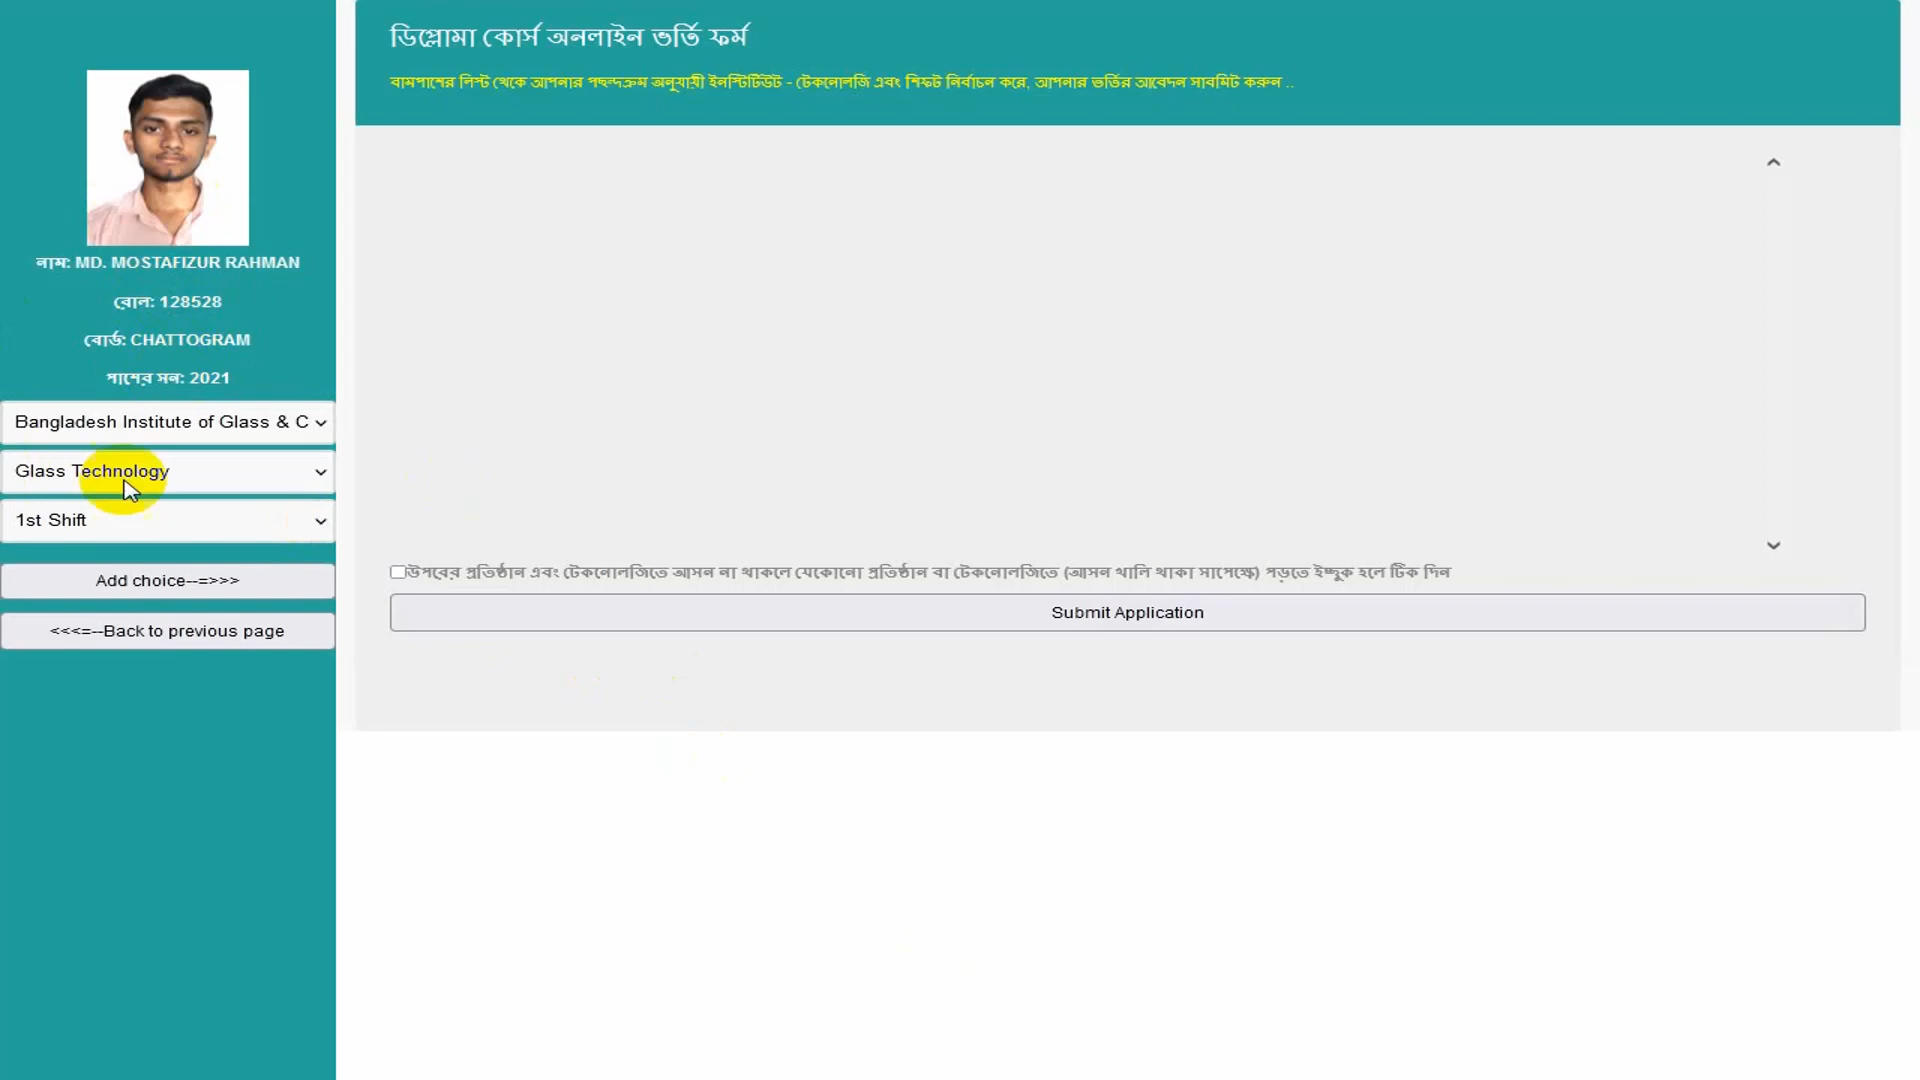 নাম: MD. MOSTAFIZUR RAHMAN
রোল: 128528
বোর্ড: CHATTOGRAM
পাশের সন: 2021
Bangladesh Institute of Glass & C
Glass Technology
1st Shift
Add choice--=>>>
<<<=--Back to previous page
ডিপ্লোমা কোর্স অনলাইন ভর্তি ফর্ম
বামপাশের লিস্ট থেকে আপনার পছন্দক্রম অনুযায়ী ইনস্টিটিউট - টেকনোলজি এবং শিফট নির্বাচন করে, আপনার ভর্তির আবেদন সাবমিট করুন ..
উপরের প্রতিষ্ঠান এবং টেকনোলজিতে আসন না থাকলে যেকোনো প্রতিষ্ঠান বা টেকনোলজিতে (আসন খালি থাকা সাপেক্ষে) পড়তে ইচ্ছুক হলে টিক দিন
Submit Application